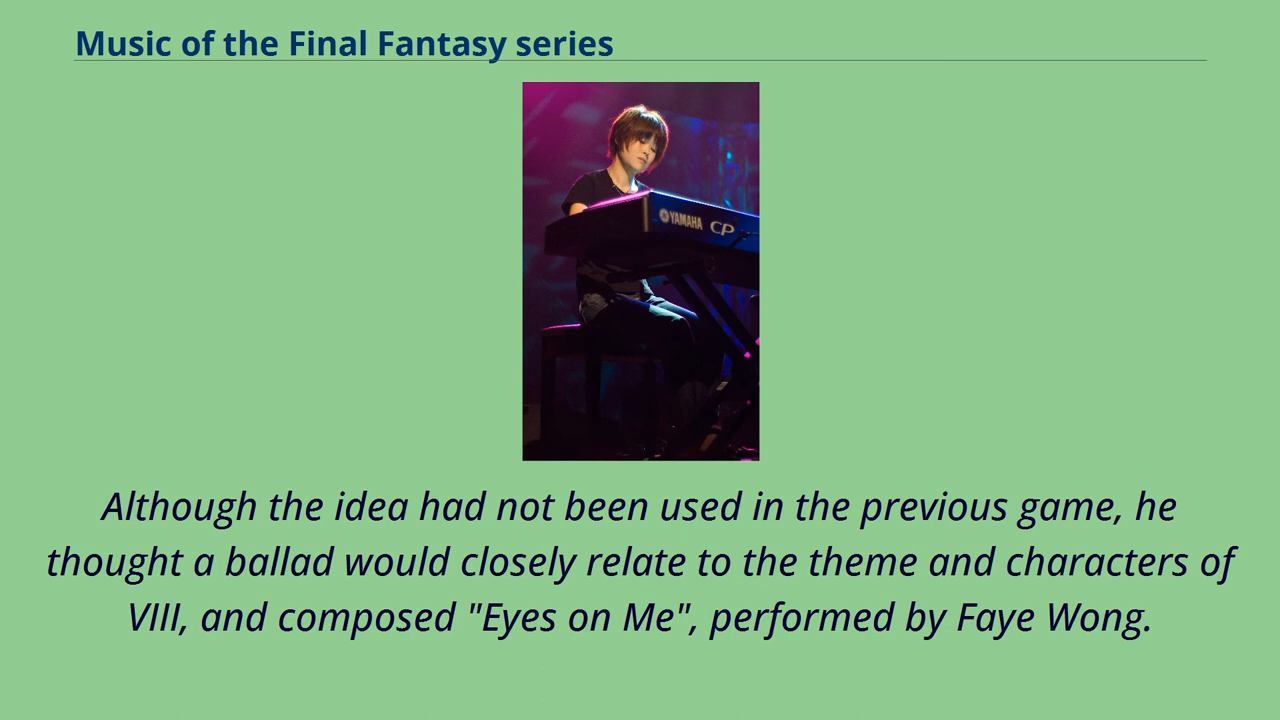 Music of the Final Fantasy series
YAMAHA CP
Although the idea had not been used in the previous game, he
thought a ballad would closely relate to the theme and characters of
VIII, and composed "Eyes on Me", performed by Faye Wong.